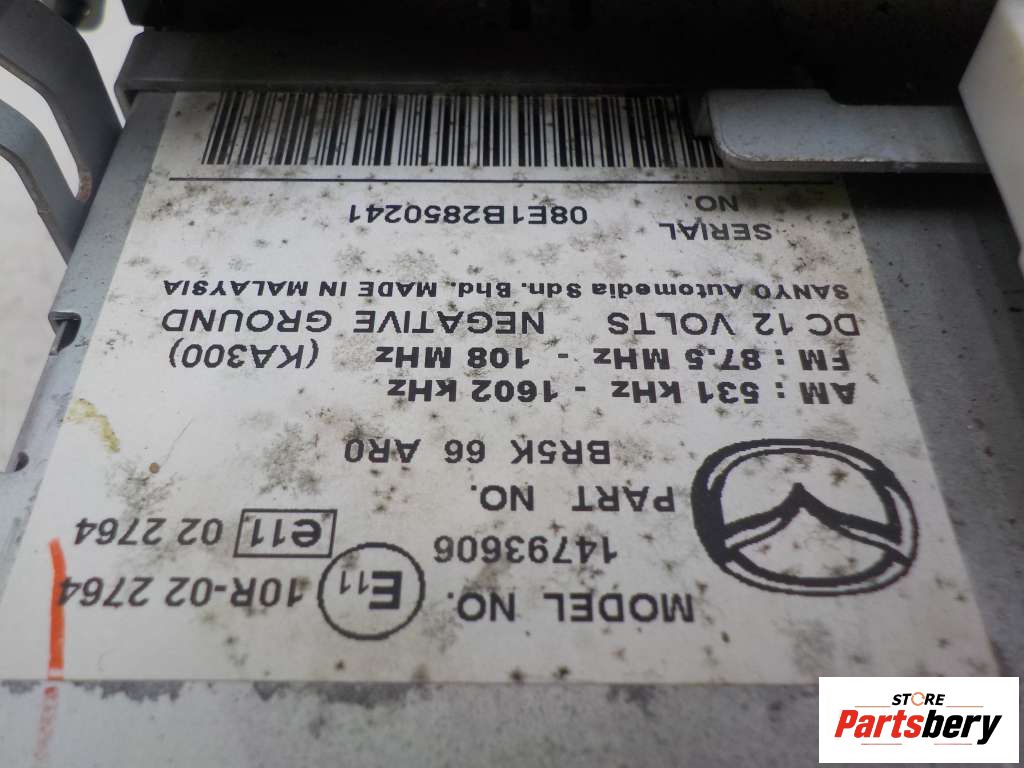 MODEL NO. E11 10R-02 2764
14793606 e11 02 2764
PART NO.
BR5K 66 AR0
AM : 531 kHz - 1602 kHz
FM : 87.5 MHz - 108 MHz (KA300)
DC 12 VOLTS NEGATIVE GROUND
SANYO Automedia Sdn. Bhd. MADE IN MALAYSIA
SERIAL
NO. 08E1B2850241
STORE
Partsbery